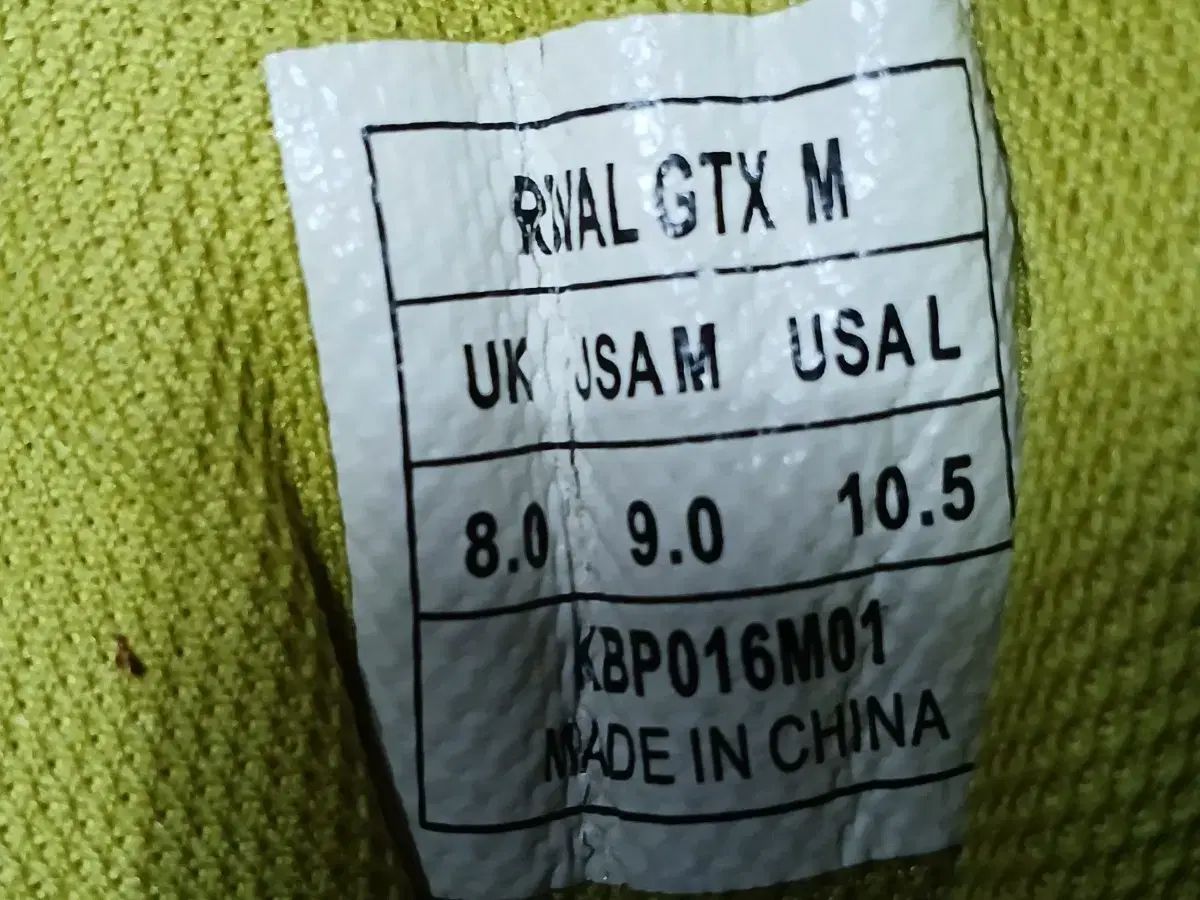 RIVAL GTX M
UK USA M USA L
8.0 9.0 10.5
KBP016M01
MADE IN CHINA